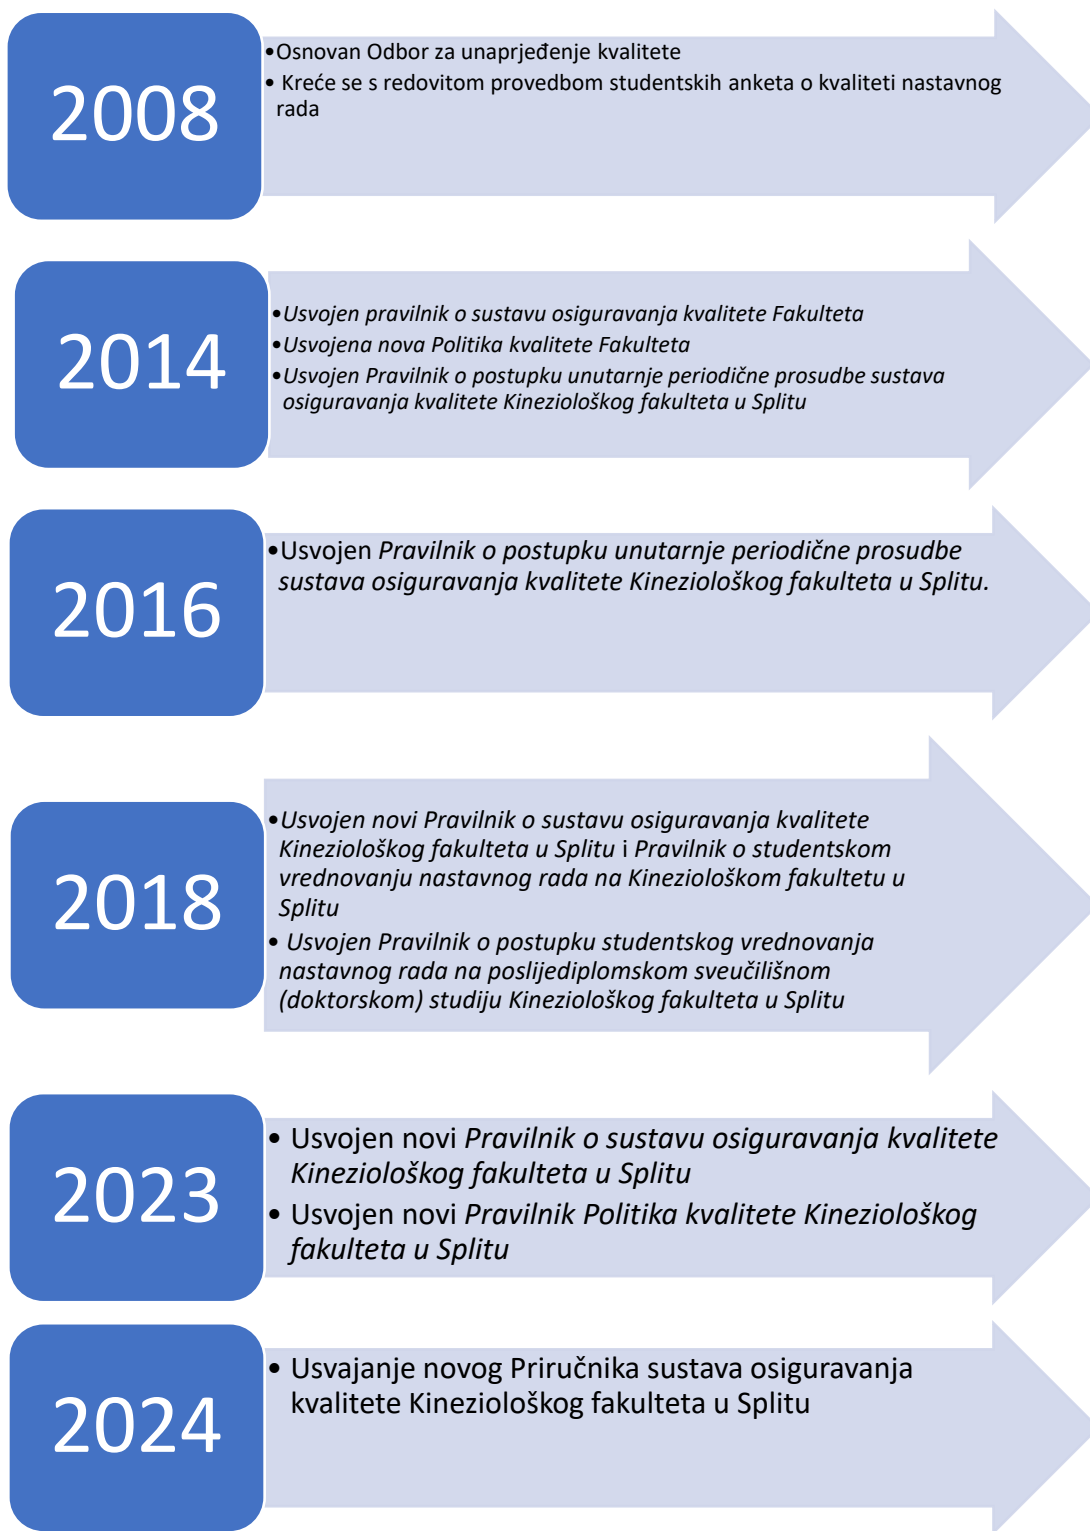 2008
•Osnovan Odbor za unaprjeđenje kvalitete
• Kreće se s redovitom provedbom studentskih anketa o kvaliteti nastavnog
rada
2014
•Usvojen pravilnik o sustavu osiguravanja kvalitete Fakulteta
•Usvojena nova Politika kvalitete Fakulteta
•Usvojen Pravilnik o postupku unutarnje periodične prosudbe sustava
osiguravanja kvalitete Kineziološkog fakulteta u Splitu
2016
•Usvojen Pravilnik o postupku unutarnje periodične prosudbe
sustava osiguravanja kvalitete Kineziološkog fakulteta u Splitu.
2018
•Usvojen novi Pravilnik o sustavu osiguravanja kvalitete
Kineziološkog fakulteta u Splitu i Pravilnik o studentskom
vrednovanju nastavnog rada na Kineziološkom fakultetu u
Splitu
• Usvojen Pravilnik o postupku studentskog vrednovanja
nastavnog rada na poslijediplomskom sveučilišnom
(doktorskom) studiju Kineziološkog fakulteta u Splitu
2023
• Usvojen novi Pravilnik o sustavu osiguravanja kvalitete
Kineziološkog fakulteta u Splitu
• Usvojen novi Pravilnik Politika kvalitete Kineziološkog
fakulteta u Splitu
2024
• Usvajanje novog Priručnika sustava osiguravanja
kvalitete Kineziološkog fakulteta u Splitu